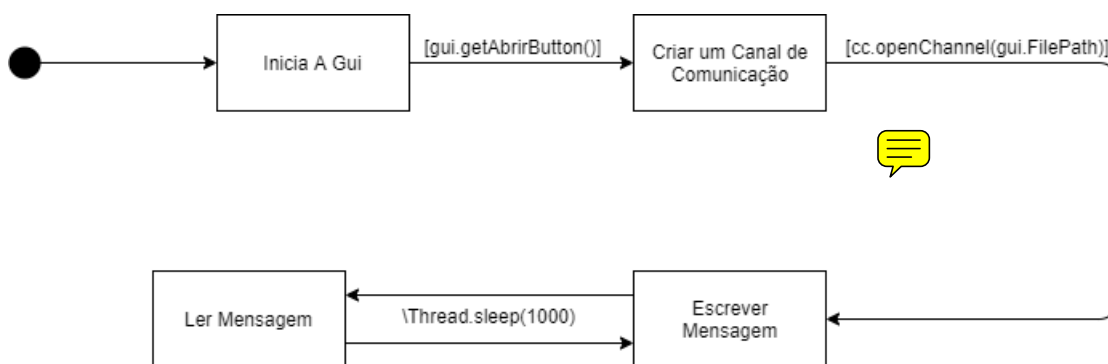 Inicia A Gui
[gui.getAbrirButton()]
Criar um Canal de
Comunicação
[cc.openChannel(gui.FilePath)]
Ler Mensagem
\Thread.sleep(1000)
Escrever
Mensagem